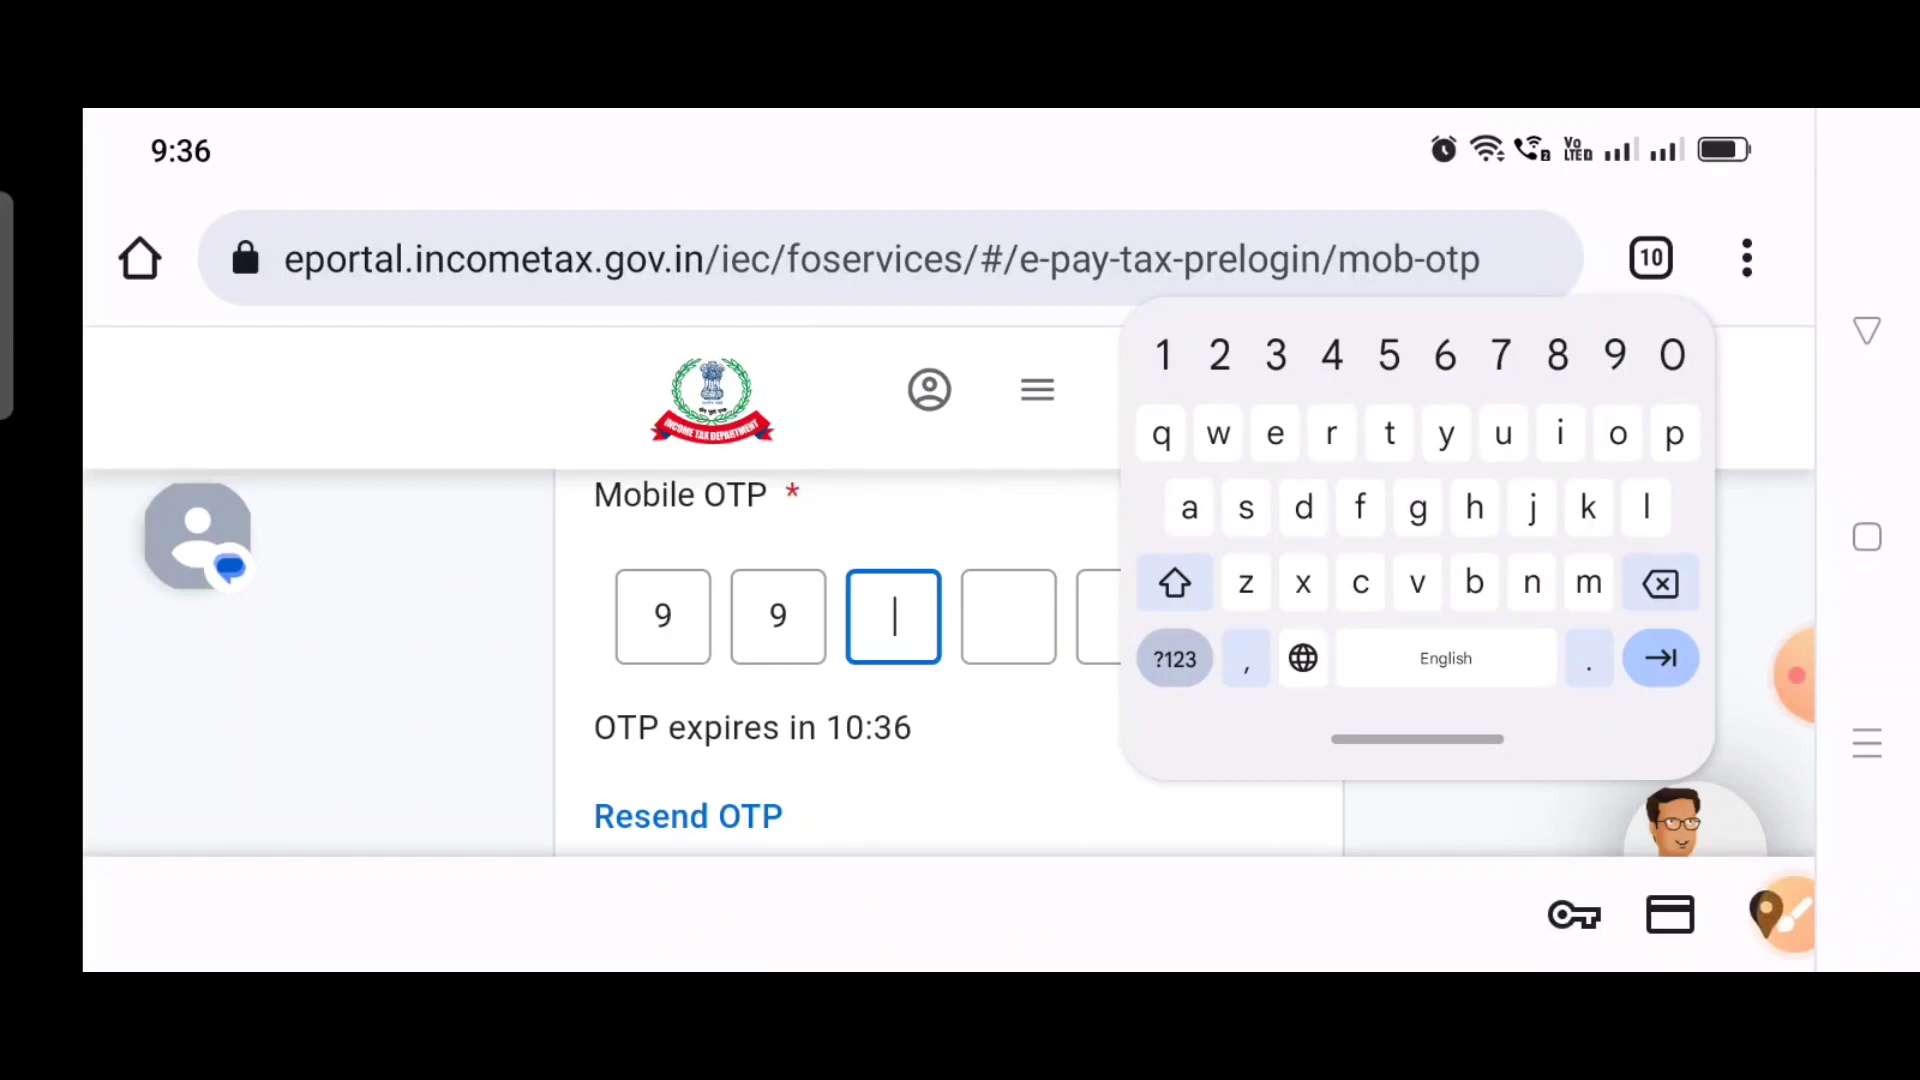 9:36
Vo
LTE
eportal.incometax.gov.in/iec/foservices/#/e-pay-tax-prelogin/mob-otp
10
INCOME TAX DEPARTMENT
Mobile OTP *
9 9
OTP expires in 10:36
Resend OTP
1 2 3 4 5 6 7 8 9 0
q w e r t y u i o p
a s d f g h j k l
z x c v b n m
?123 , English .